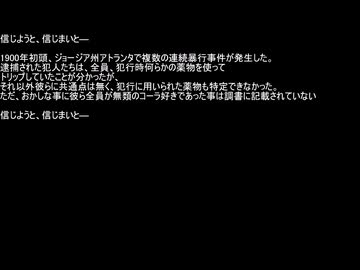 信じようと、信じまいと―
1900年初頭、ジョージア州アトランタで複数の連続暴行事件が発生した。
逮捕された犯人たちは、全員、犯行時何らかの薬物を使って
トリップしていたことが分かったが、
それ以外彼らに共通点は無く、犯行に用いられた薬物も特定できなかった。
ただ、おかしな事に彼ら全員が無類のコーラ好きであった事は調書に記載されていない
信じようと、信じまいと―